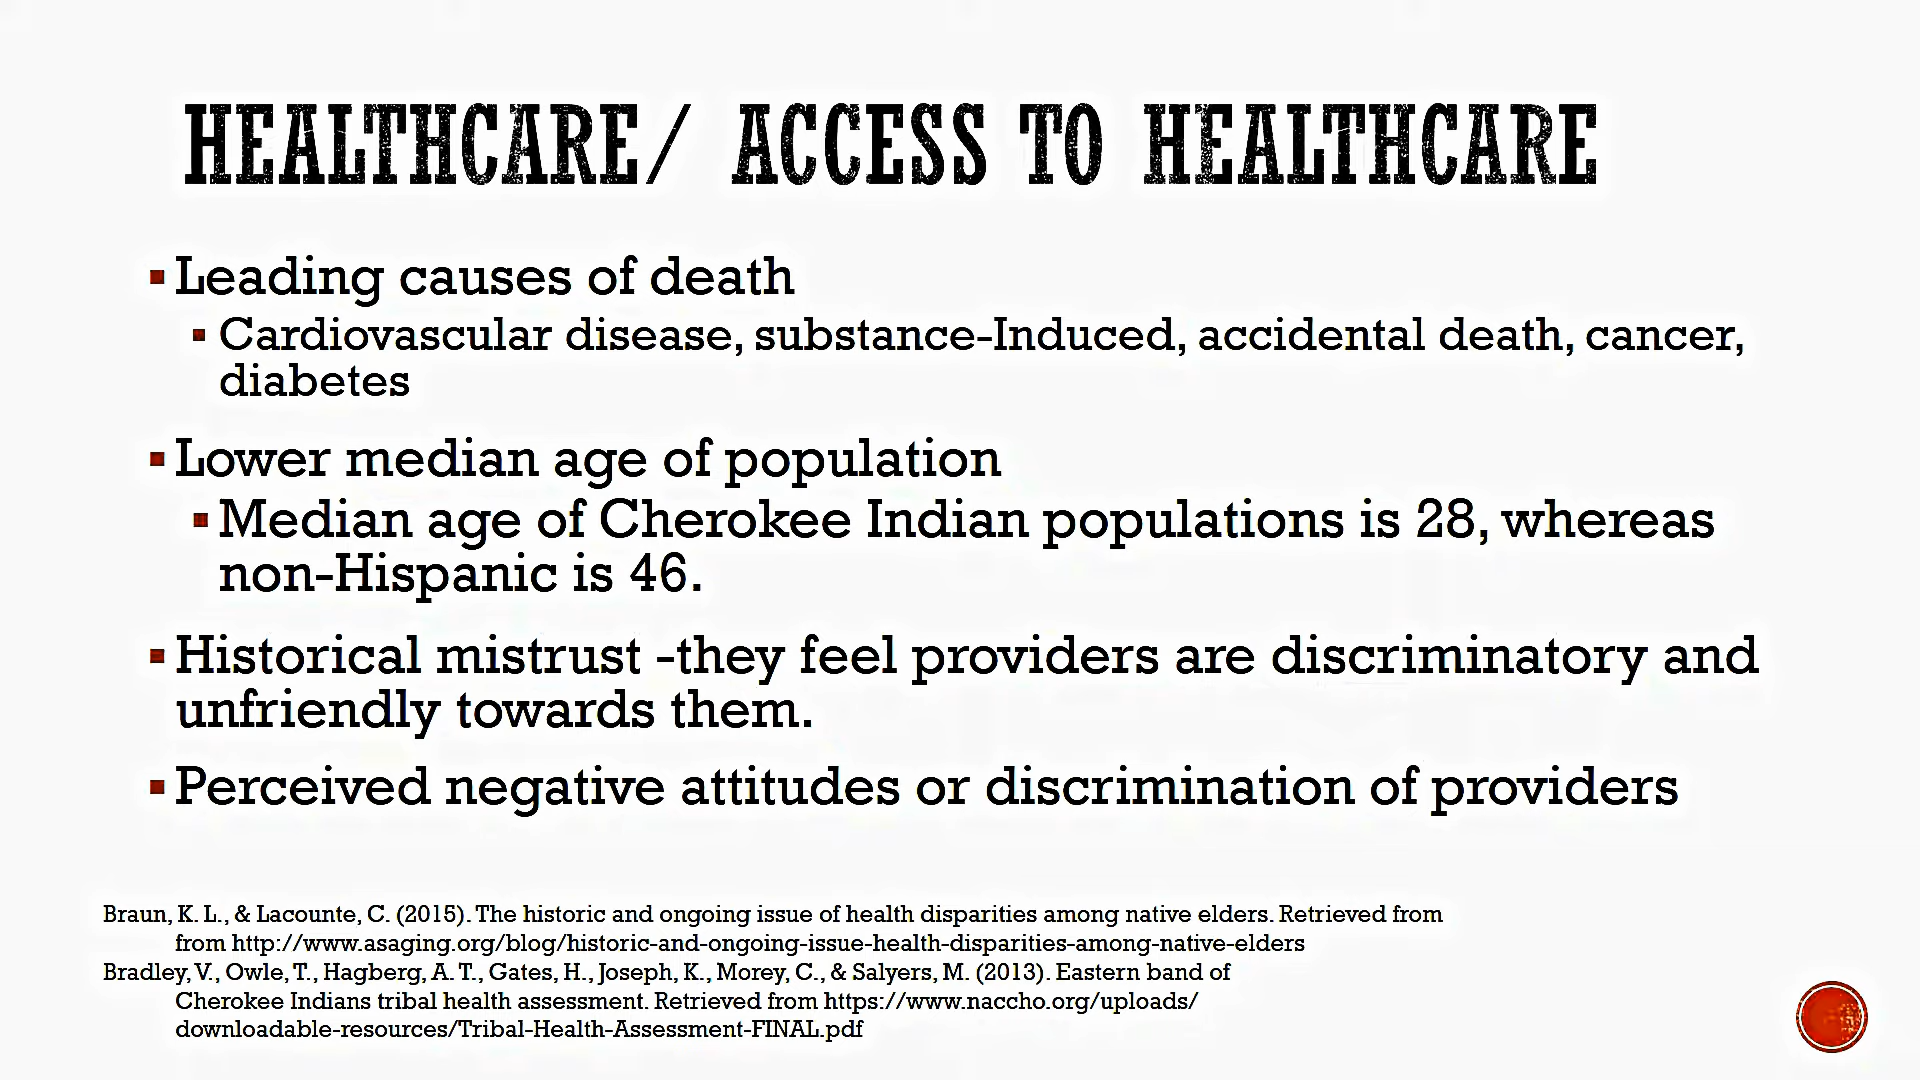 HEALTHCARE/ ACCESS TO HEALTHCARE
Leading causes of death
Cardiovascular disease, substance-Induced, accidental death, cancer,
diabetes
Lower median age of population
Median age of Cherokee Indian populations is 28, whereas
non-Hispanic is 46.
Historical mistrust -they feel providers are discriminatory and
unfriendly towards them.
Perceived negative attitudes or discrimination of providers
Braun, K. L., & Lacounte, C. (2015). The historic and ongoing issue of health disparities among native elders. Retrieved from
from http://www.asaging.org/blog/historic-and-ongoing-issue-health-disparities-among-native-elders
Bradley, V., Owle, T., Hagberg, A. T., Gates, H., Joseph, K., Morey, C., & Salyers, M. (2013). Eastern band of
Cherokee Indians tribal health assessment. Retrieved from https://www.naccho.org/uploads/
downloadable-resources/Tribal-Health-Assessment-FINAL.pdf